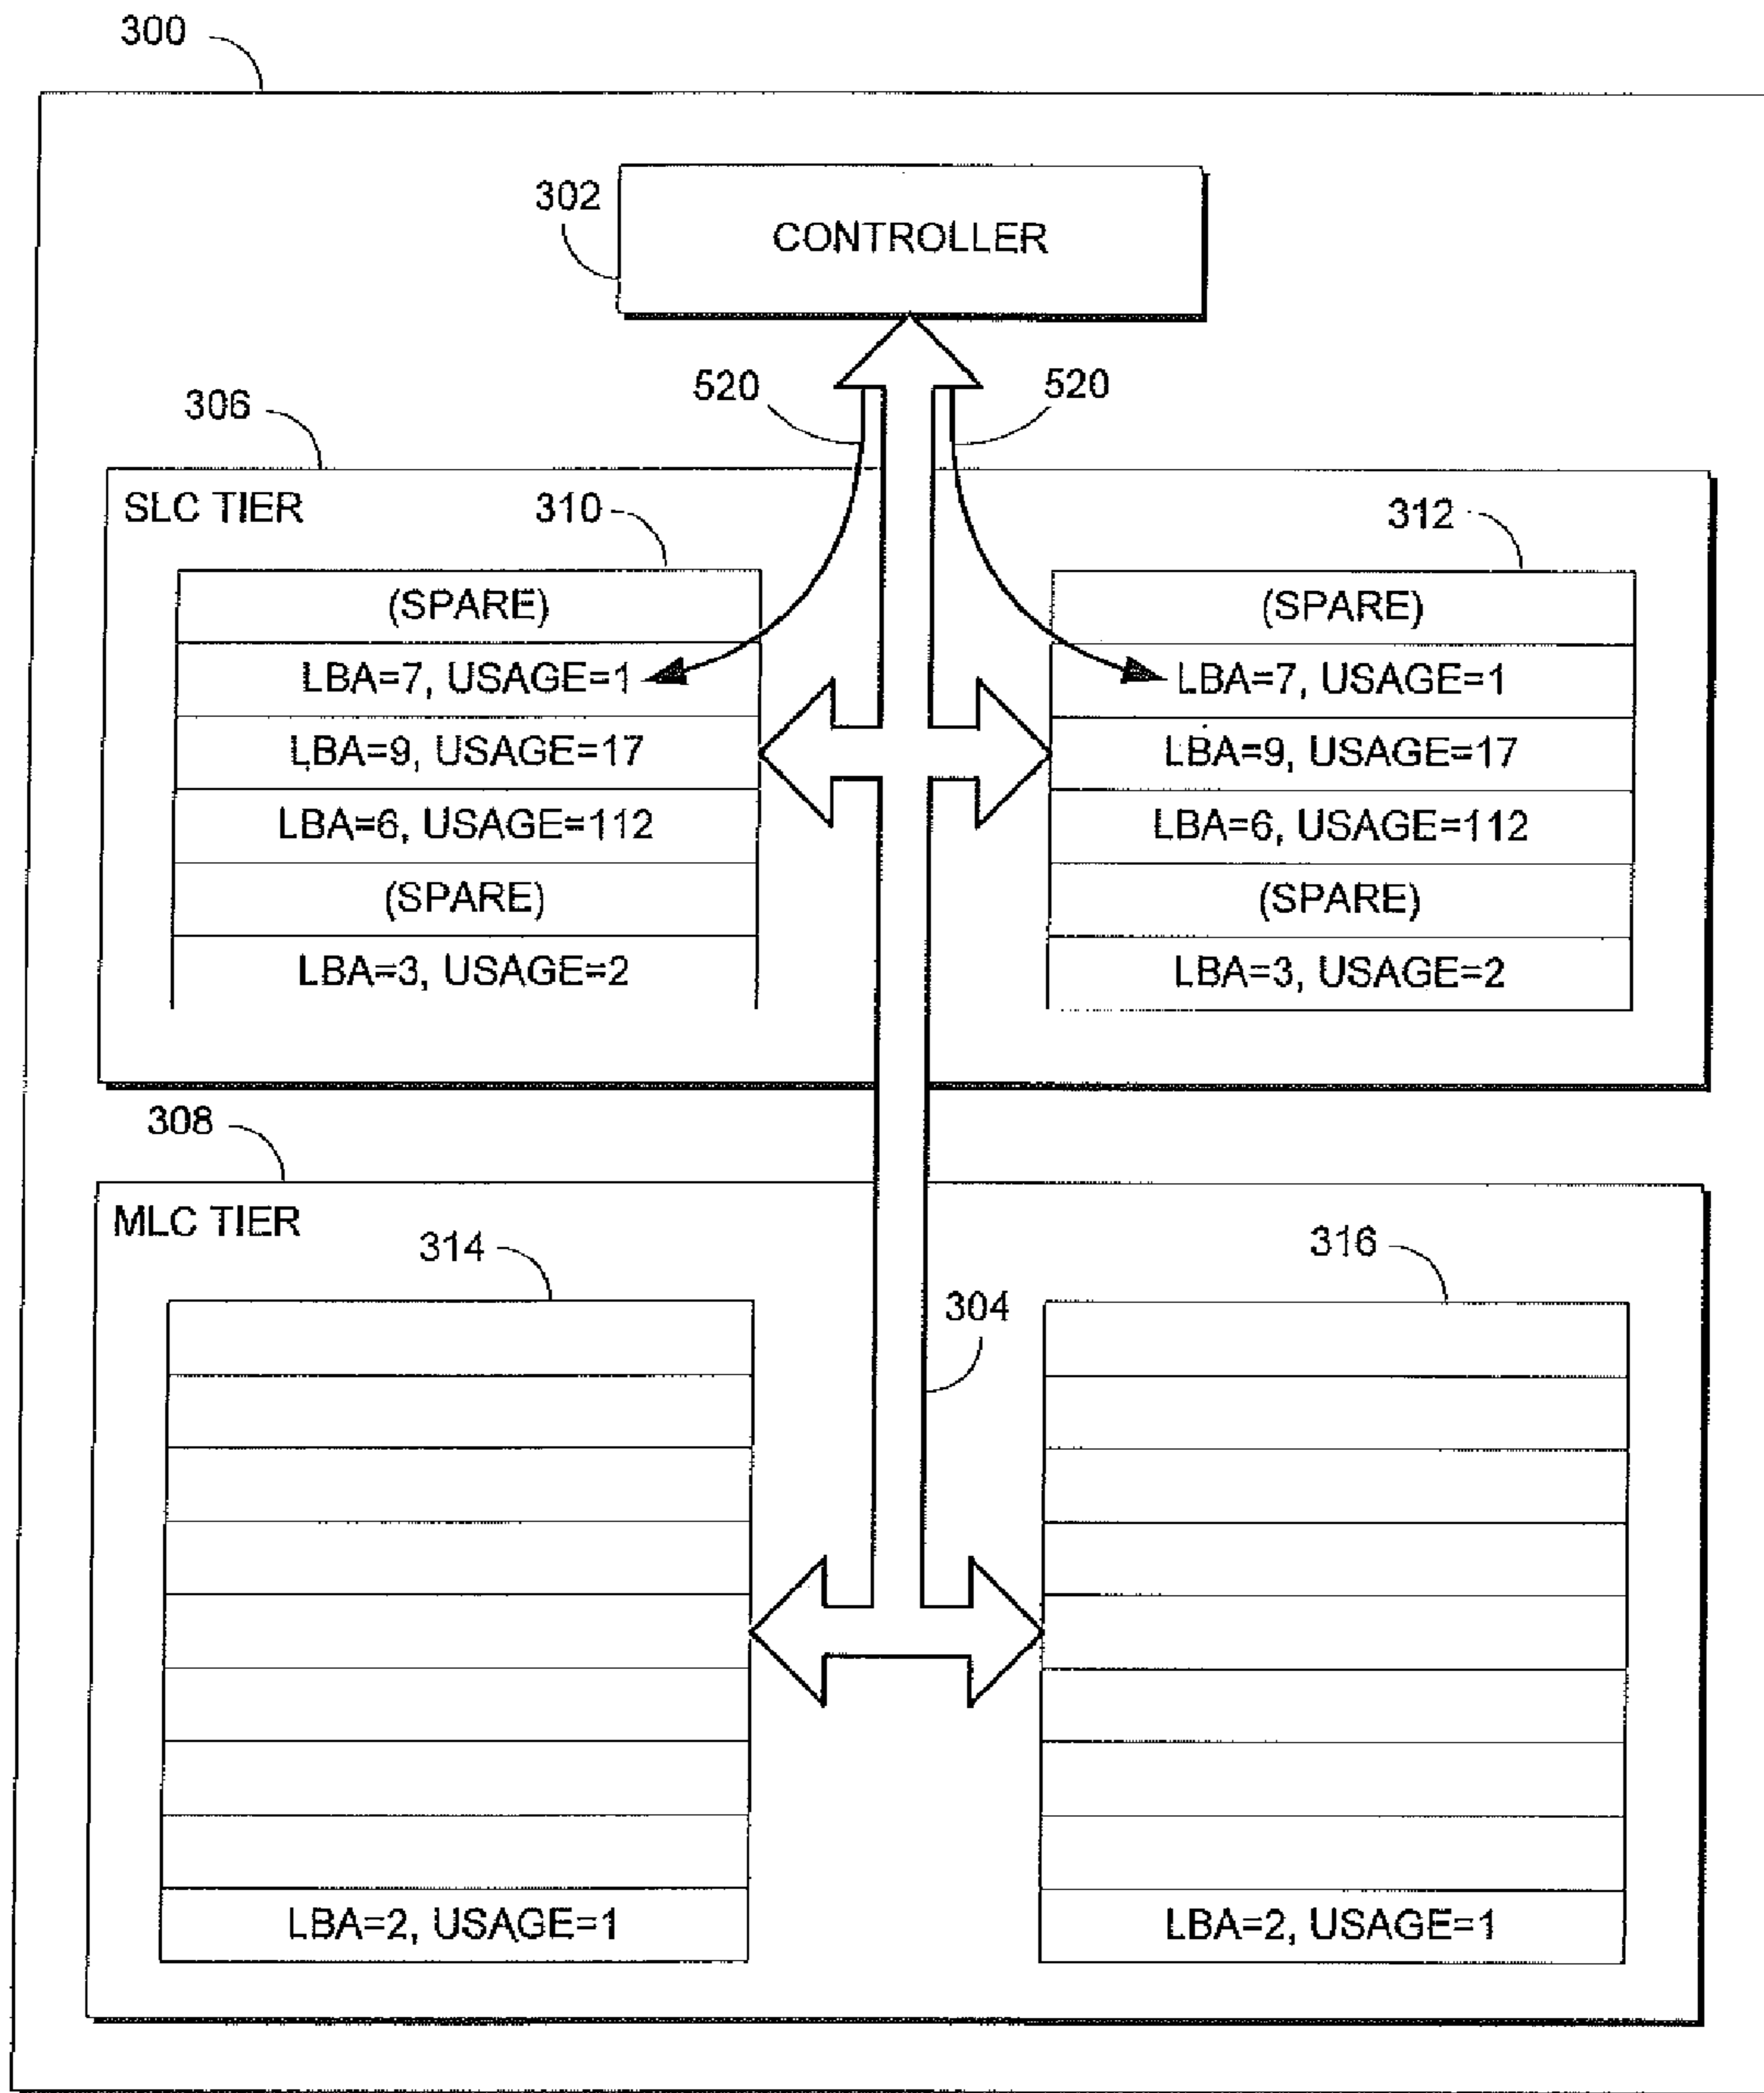 300
302
CONTROLLER
520
520
306
SLC TIER
310
312
(SPARE)
(SPARE)
LBA=7, USAGE=1
LBA=7, USAGE=1
LBA=9, USAGE=17
LBA=9, USAGE=17
LBA=6, USAGE=112
LBA=6, USAGE=112
(SPARE)
(SPARE)
LBA=3, USAGE=2
LBA=3, USAGE=2
308
MLC TIER
314
316
304
LBA=2, USAGE=1
LBA=2, USAGE=1